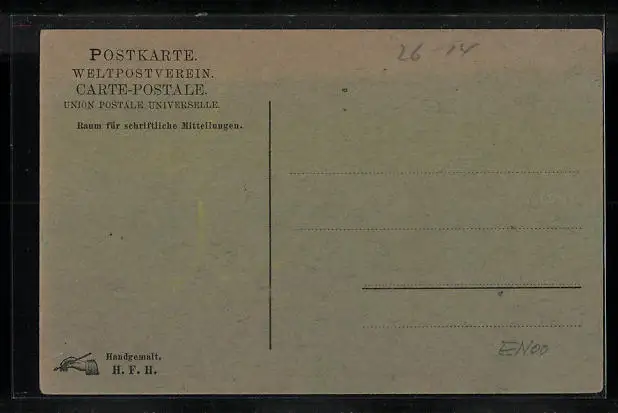 POSTKARTE.
WELTPOSTVEREIN.
CARTE-POSTALE.
UNION POSTALE UNIVERSELLE.
Raum für schriftliche Mitteilungen.
26-14
Handgemalt.
H. F. H.
ENOO